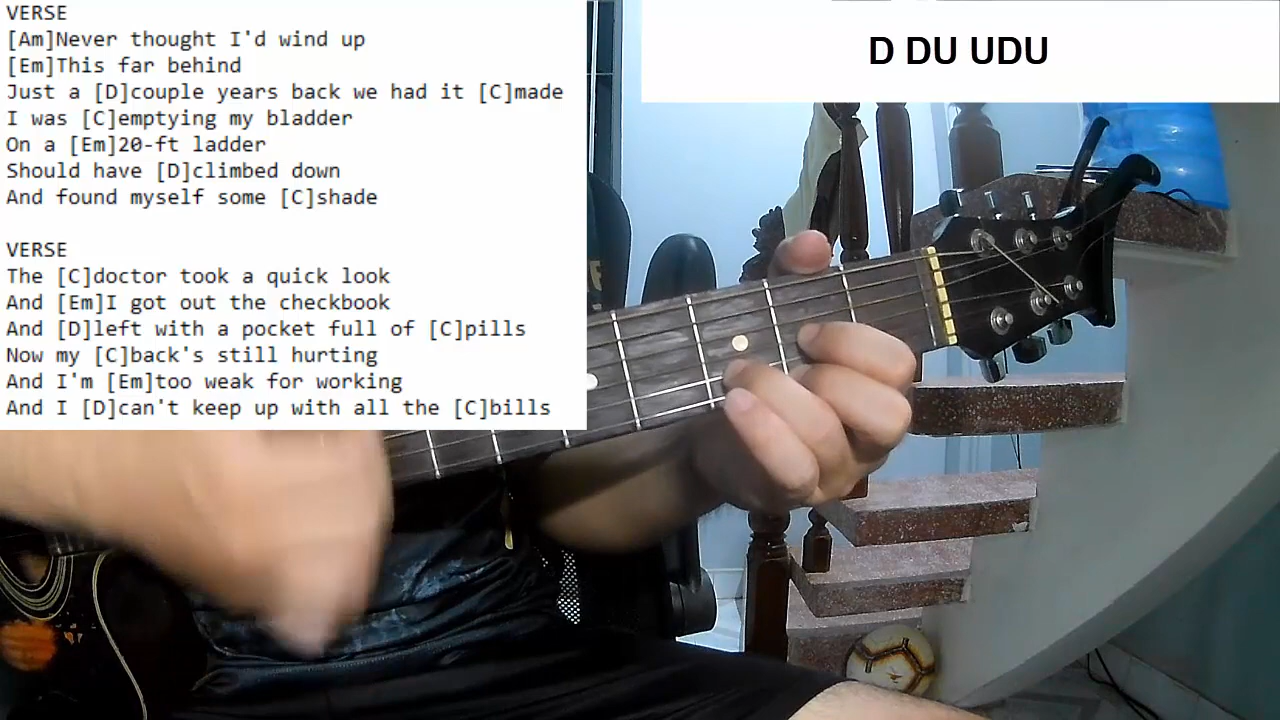 VERSE
[Am]Never thought I'd wind up
[Em]This far behind
Just a [D]couple years back we had it [C]made
I was [C]emptying my bladder
On a [Em]20-ft ladder
Should have [D]climbed down
And found myself some [C]shade
VERSE
The [C]doctor took a quick look
And [Em]I got out the checkbook
And [D]left with a pocket full of [C]pills
Now my [C]back's still hurting
And I'm [Em]too weak for working
And I [D]can't keep up with all the [C]bills
D DU UDU